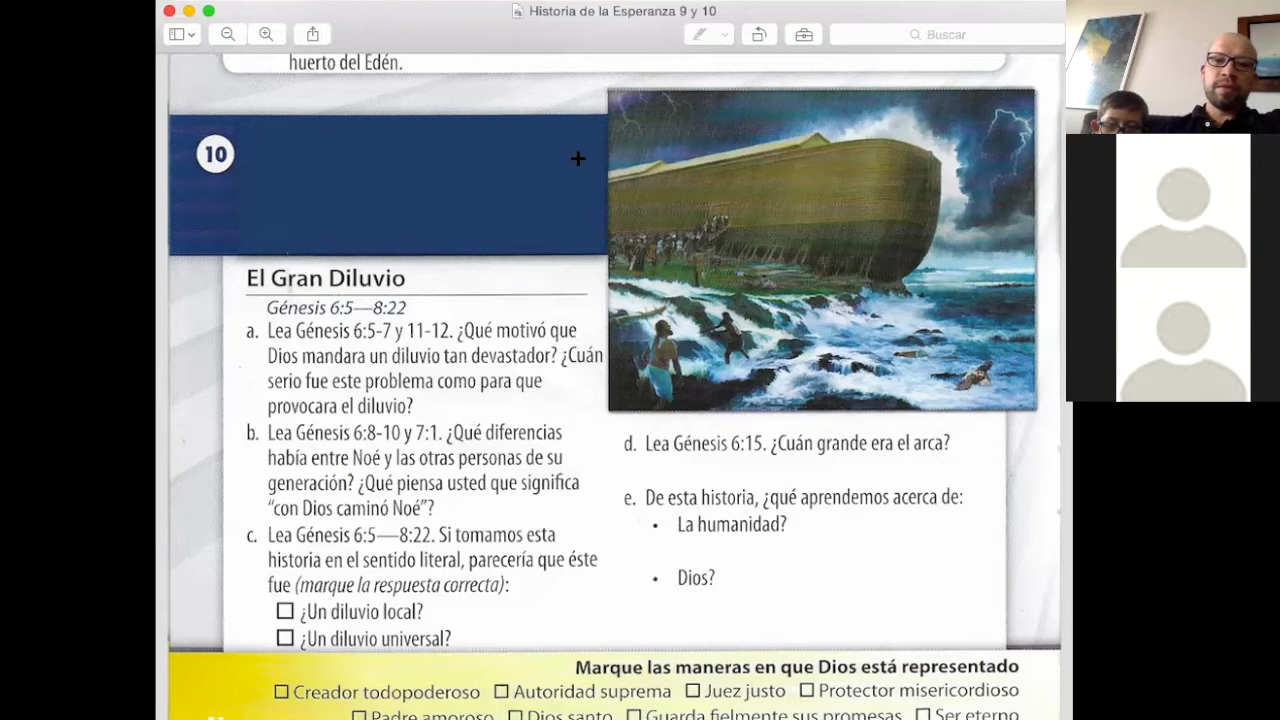 Historia de la Esperanza 9 y 10
Buscar
huerto del Edén.
10
El Gran Diluvio
Génesis 6:5—8:22
a. Lea Génesis 6:5-7 y 11-12. ¿Qué motivó que
Dios mandara un diluvio tan devastador? ¿Cuán
serio fue este problema como para que
provocara el diluvio?
b. Lea Génesis 6:8-10 y 7:1. ¿Qué diferencias
había entre Noé y las otras personas de su
generación? ¿Qué piensa usted que significa
“con Dios caminó Noé”?
c. Lea Génesis 6:5—8:22. Si tomamos esta
historia en el sentido literal, parecería que éste
fue (marque la respuesta correcta):
¿Un diluvio local?
¿Un diluvio universal?
d. Lea Génesis 6:15. ¿Cuán grande era el arca?
e. De esta historia, ¿qué aprendemos acerca de:
• La humanidad?
• Dios?
Marque las maneras en que Dios está representado
Creador todopoderoso Autoridad suprema Juez justo Protector misericordioso
Padre amoroso Dios santo Guarda fielmente sus promesas Ser eterno